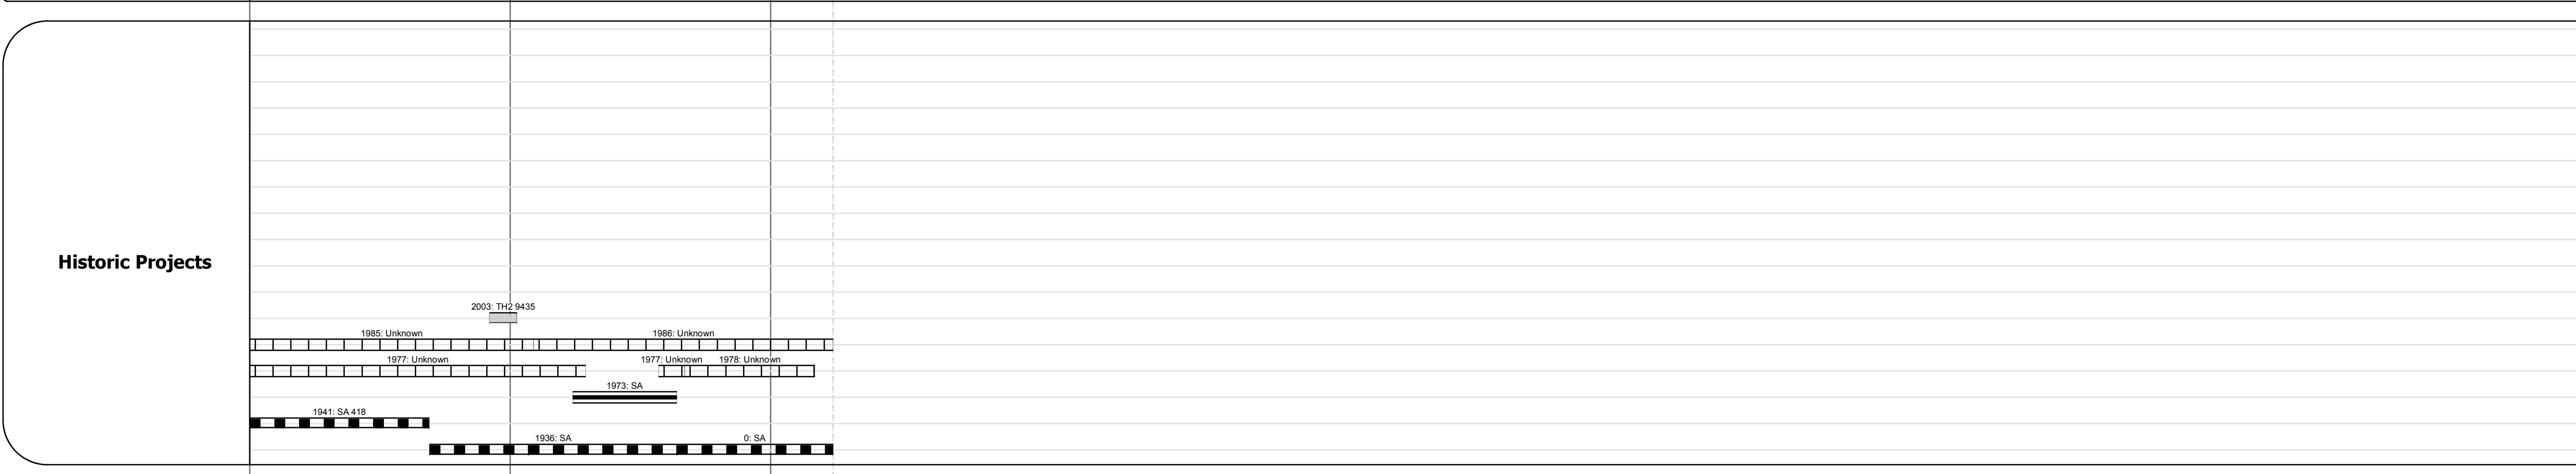 Historic Projects
2003: TH2 9435
1985: Unknown
1986: Unknown
1977: Unknown
1977: Unknown
1978: Unknown
1973: SA
1941: SA 418
1936: SA
0: SA